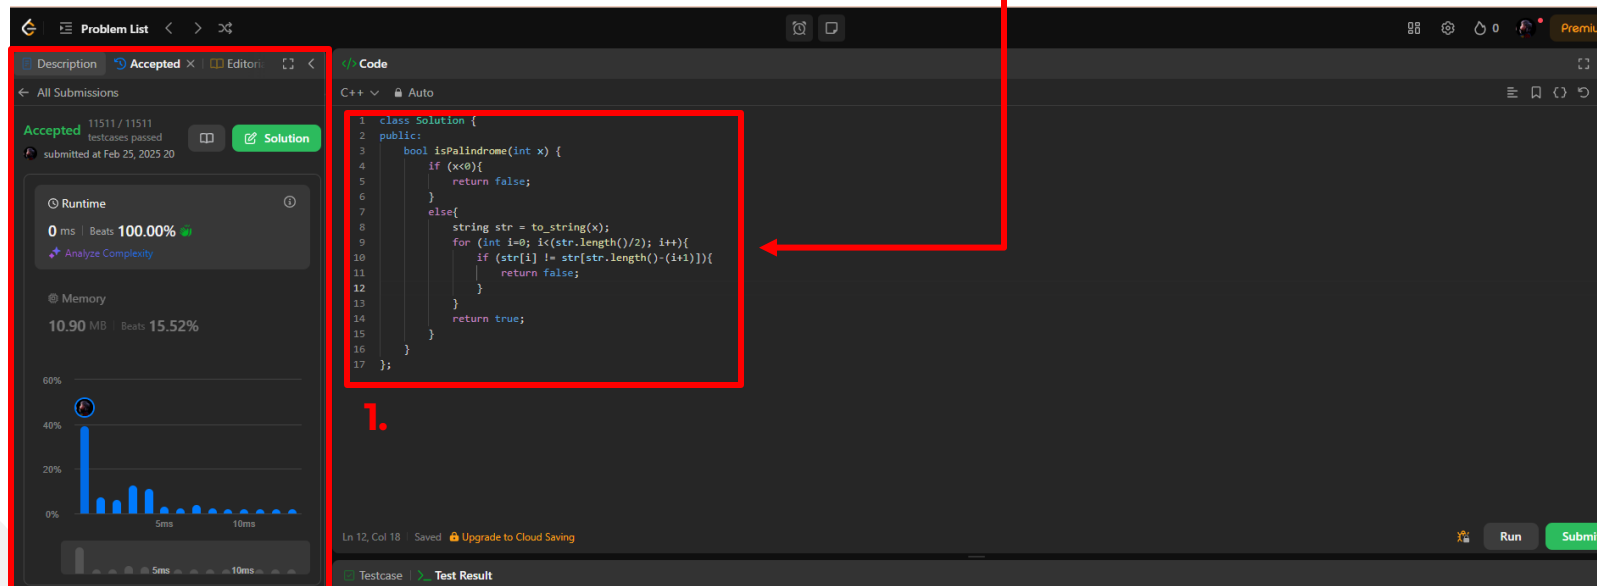 Problem List
0
Premiu
Description
Accepted
Editori
All Submissions
Accepted 11511 / 11511
testcases passed
submitted at Feb 25, 2025 20
Solution
Runtime
0 ms | Beats 100.00%
Analyze Complexity
Memory
10.90 MB | Beats 15.52%
60%
40%
20%
0%
5ms 10ms
5ms 10ms
</> Code
C++ Auto
1 class Solution {
2 public:
3 bool isPalindrome(int x) {
4 if (x<0){
5 return false;
6 }
7 else{
8 string str = to_string(x);
9 for (int i=0; i<(str.length()/2); i++){
10 if (str[i] != str[str.length()-(i+1)]){
11 return false;
12 }
13 }
14 return true;
15 }
16 }
17 };
1.
Ln 12, Col 18 | Saved Upgrade to Cloud Saving
Run
Submi
Testcase | >_ Test Result